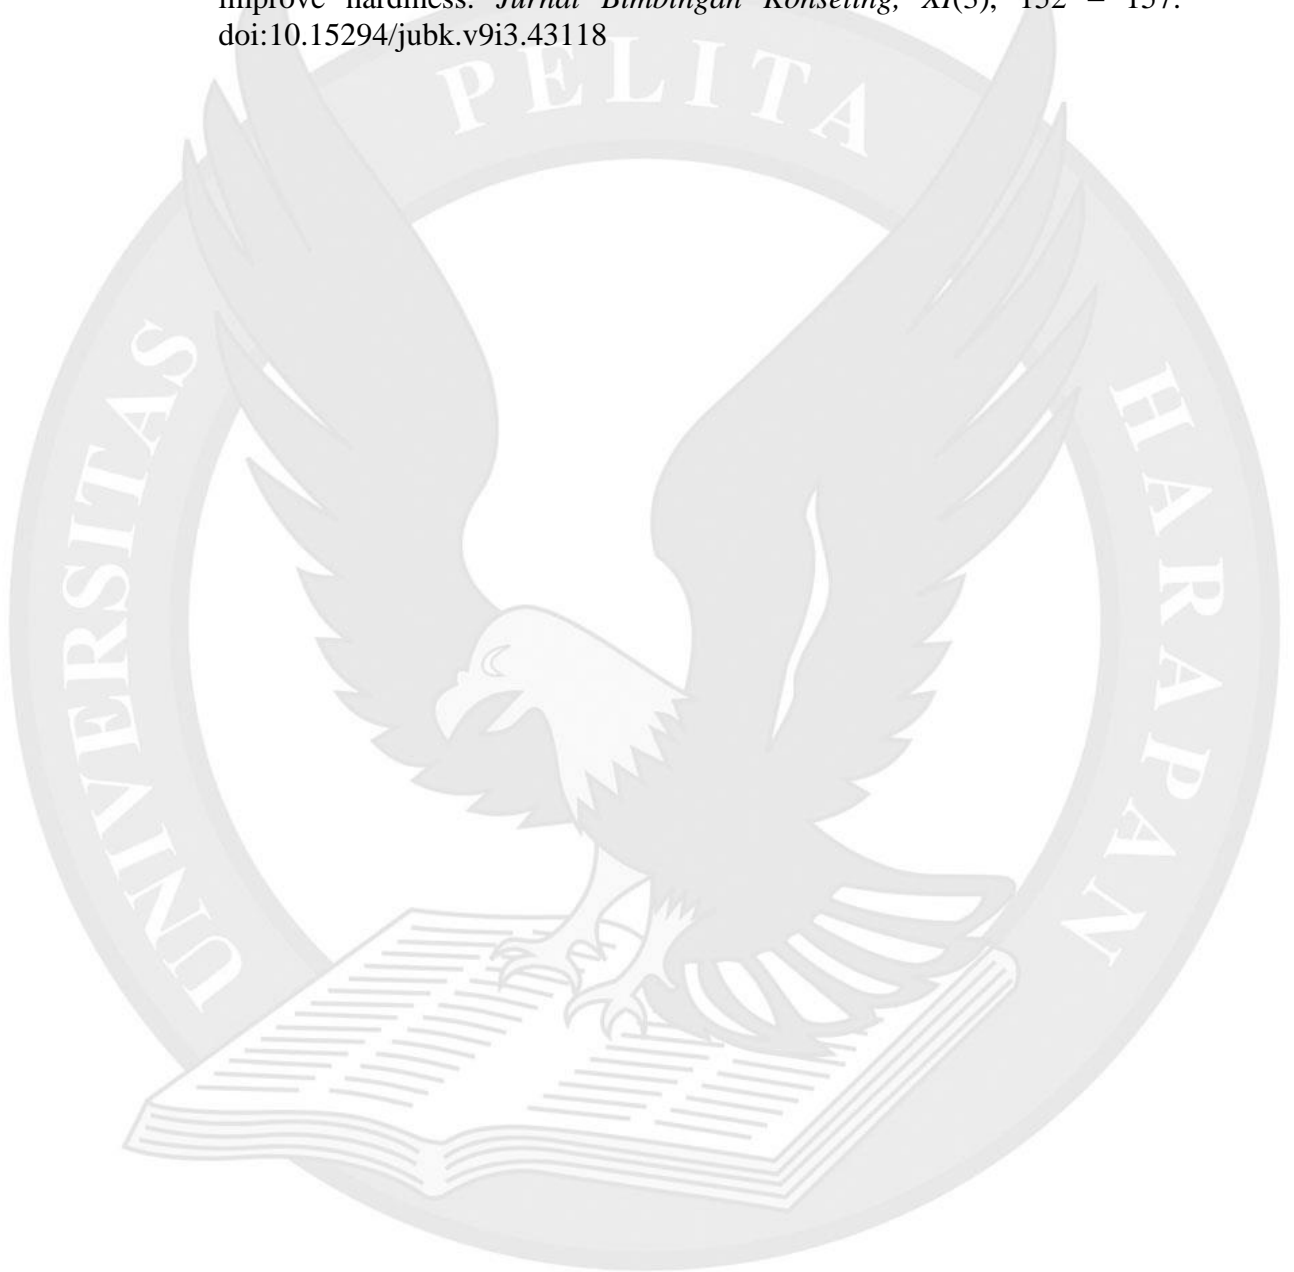 improve hardiness. Jurnal Bimbingan Konseling, XI(3), 152 – 157.
doi:10.15294/jubk.v9i3.43118
UNIVERSITAS PELITA HARAPAN